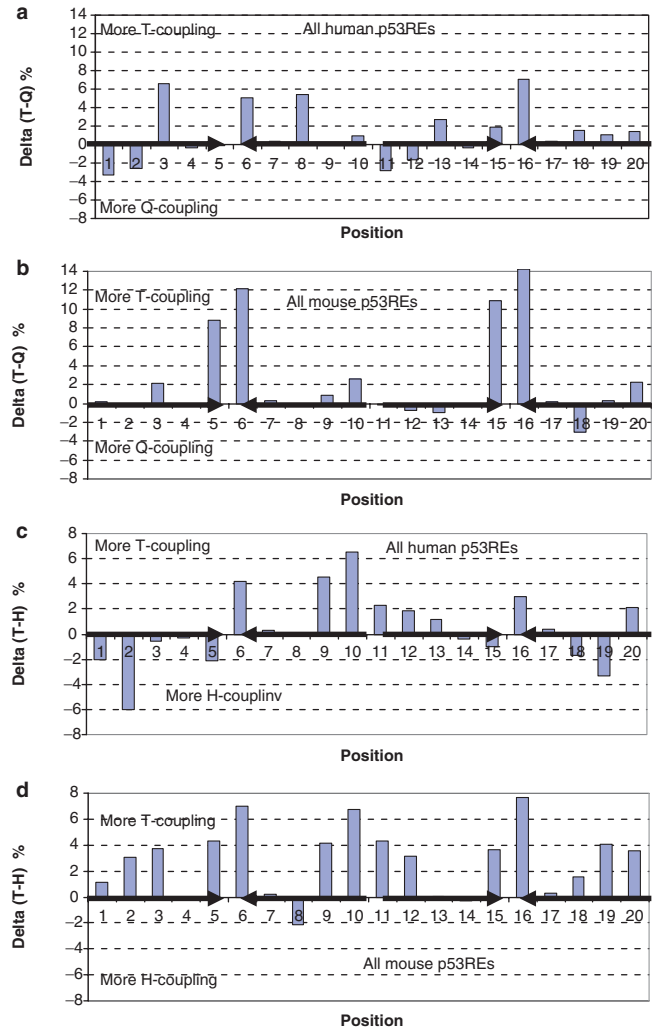 a
14
More T-coupling
All human p53REs
12
10
8
6
4
2
0
–2
–4
–6
–8
Delta (T-Q) %
1 2 3 4 5 6 7 8 9 10 11 12 13 14 15 16 17 18 19 20
More Q-coupling
Position
b
14
12
10
8
6
4
2
0
–2
–4
–6
–8
Delta (T-Q) %
More T-coupling
All mouse p53REs
1 2 3 4 5 6 7 8 9 10 11 12 13 14 15 16 17 18 19 20
More Q-coupling
Position
c
8
6
4
2
0
–2
–4
–6
–8
Delta (T-H) %
More T-coupling
All human p53REs
1 2 3 4 5 6 7 8 9 10 11 12 13 14 15 16 17 18 19 20
More H-couplinv
Position
d
8
6
4
2
0
–2
–4
–6
–8
Delta (T-H) %
More T-coupling
1 2 3 4 5 6 7 8 9 10 11 12 13 14 15 16 17 18 19 20
All mouse p53REs
More H-coupling
Position